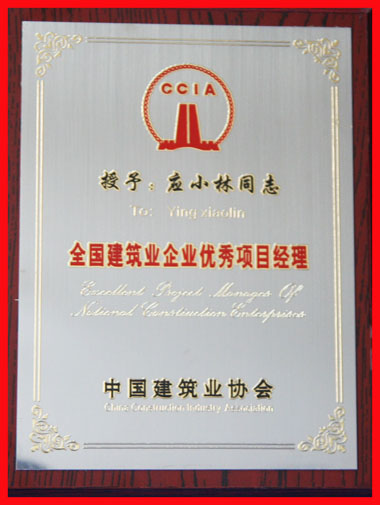 CCIA
授予：应小林同志
To: Ying xiaolin
全国建筑业企业优秀项目经理
Excellent Project Manager Of
National Construction Enterprises
中国建筑业协会
China Construction Industry Association